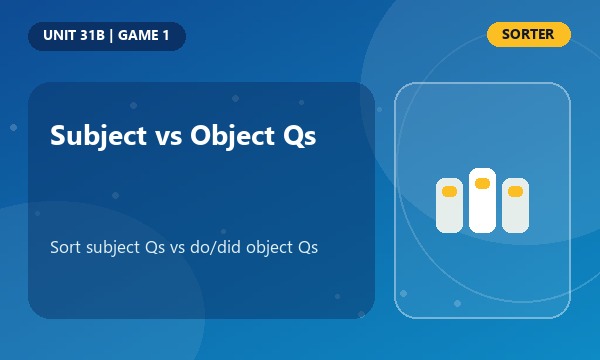 UNIT 31B | GAME 1
SORTER
Subject vs Object Qs
Sort subject Qs vs do/did object Qs